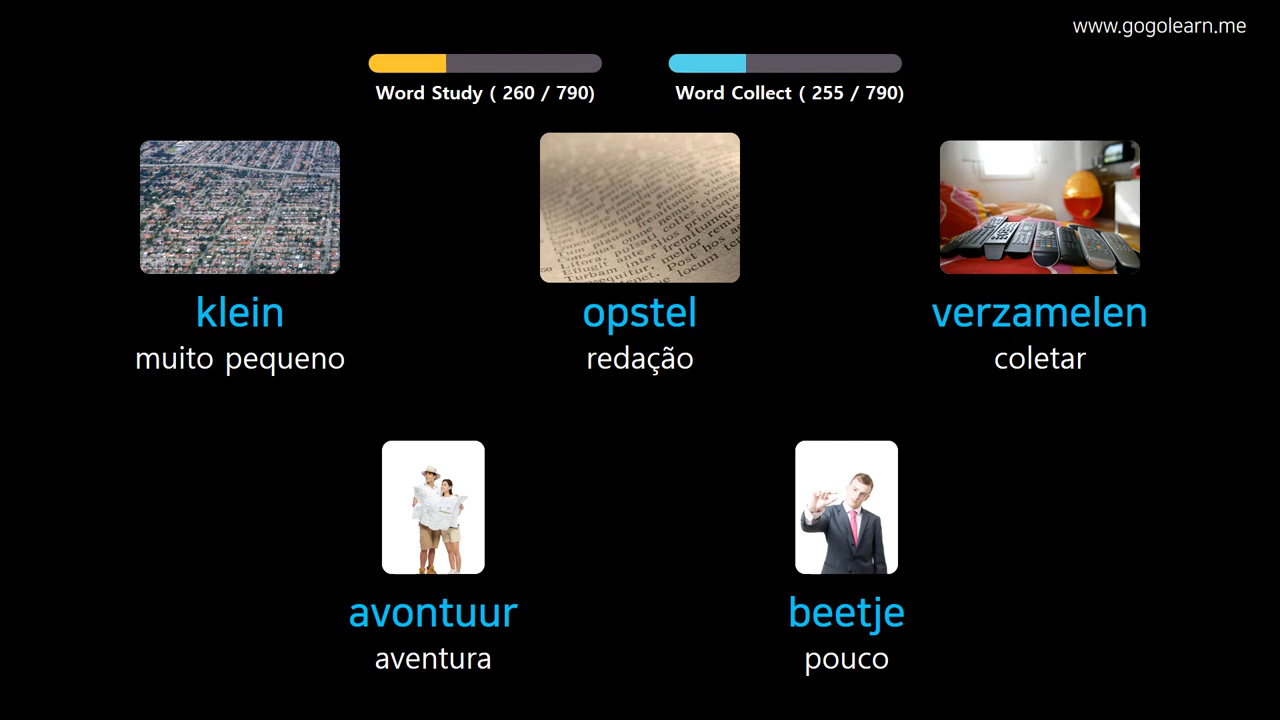 www.gogolearn.me
Word Study ( 260 / 790)
Word Collect ( 255 / 790)
klein
muito pequeno
opstel
redação
verzamelen
coletar
avontuur
aventura
beetje
pouco